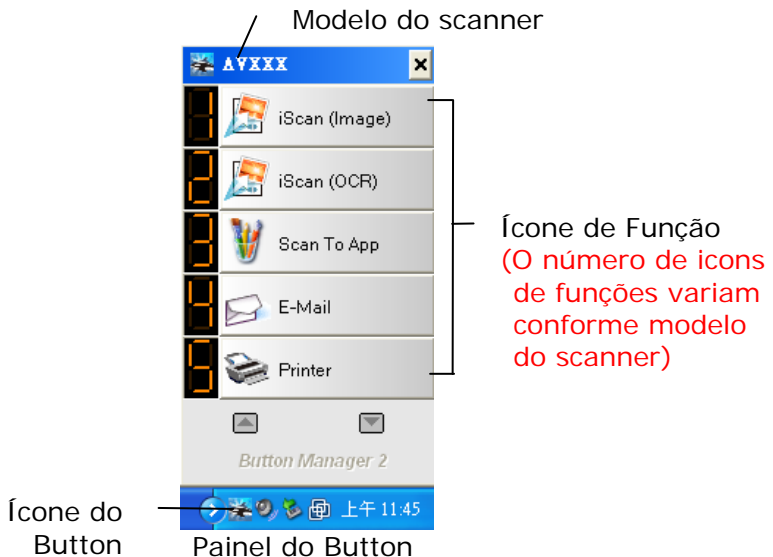 Modelo do scanner
AVXXX
1 iScan (Image)
2 iScan (OCR)
3 Scan To App
4 E-Mail
5 Printer
Ícone de Função
(O número de icons
de funções variam
conforme modelo
do scanner)
Button Manager 2
上午 11:45
Ícone do
Button
Painel do Button